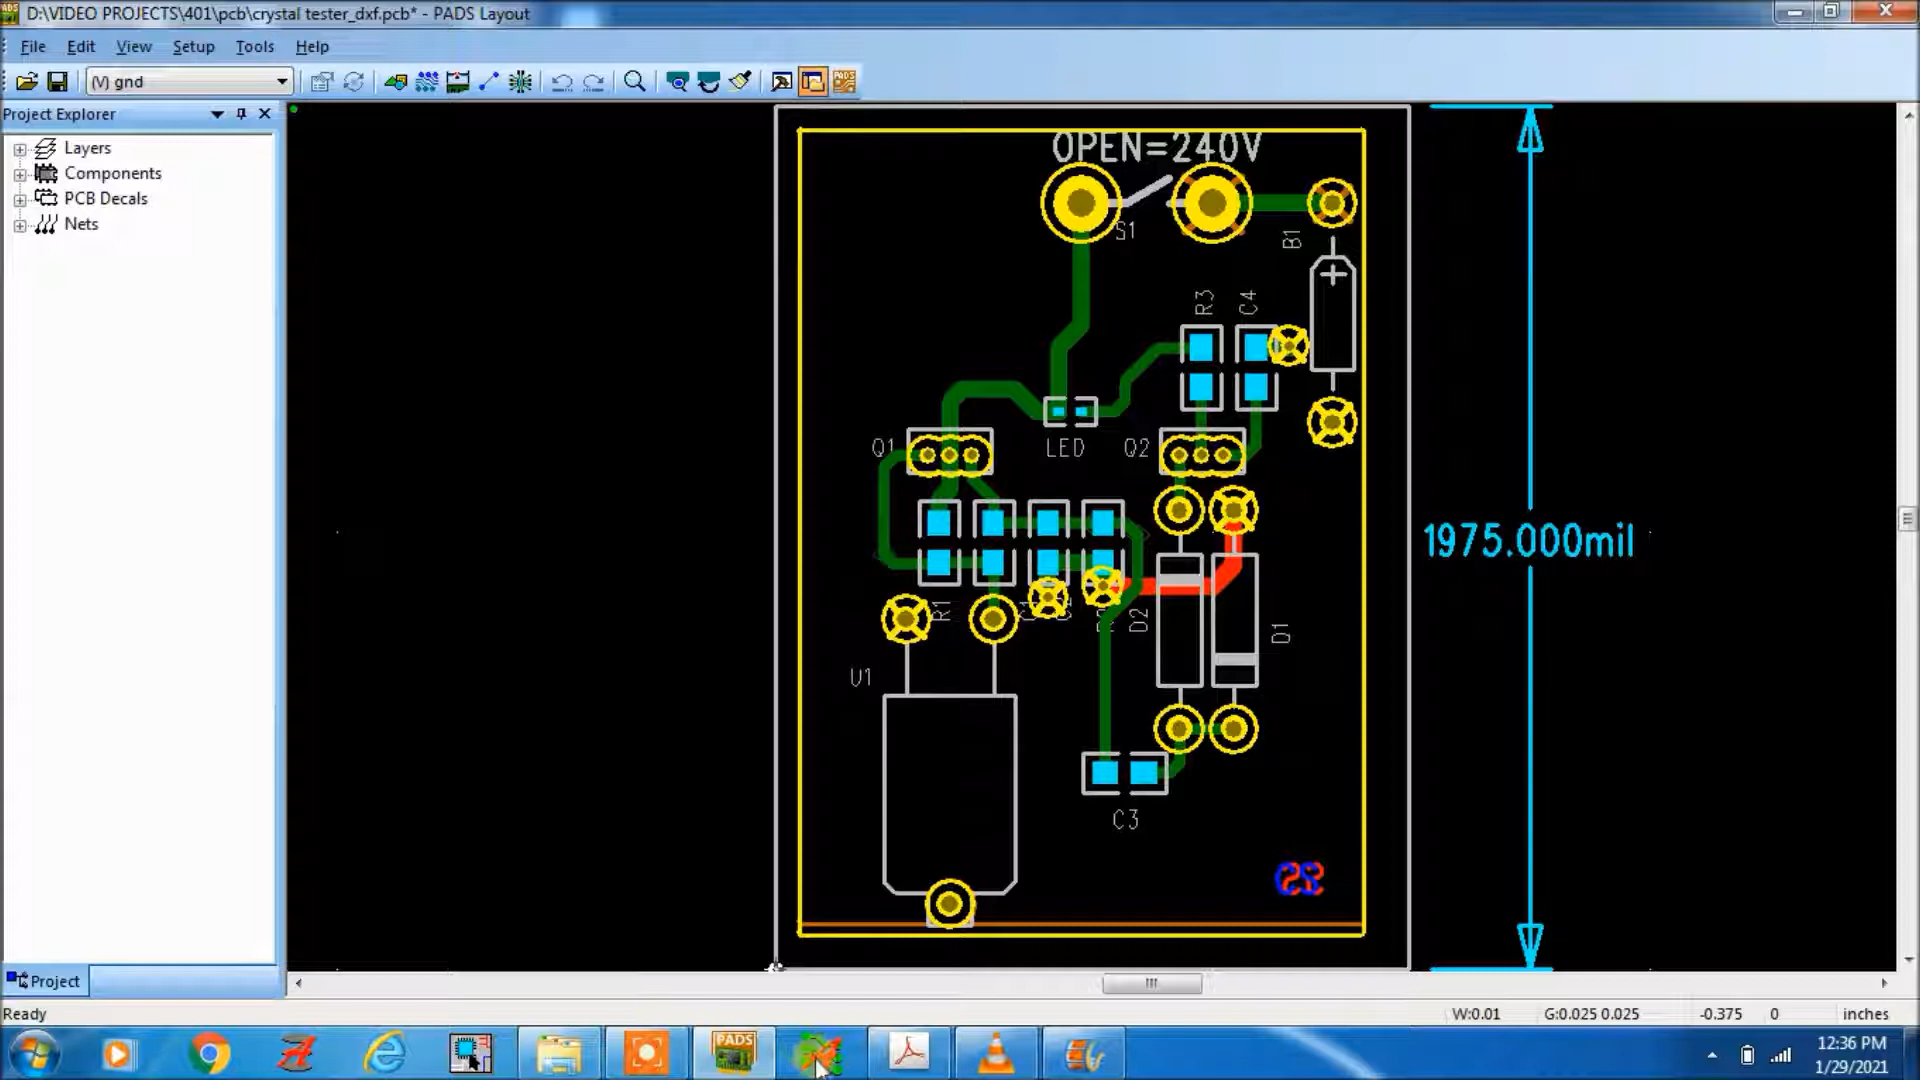 D:\VIDEO PROJECTS\401\pcb\crystal tester_dxf.pcb* - PADS Layout
File Edit View Setup Tools Help
(V) gnd
Project Explorer
Layers
Components
PCB Decals
Nets
OPEN=240V
S1
B1
R3
C4
Q1
LED
Q2
1975.000mil
R1
D2
D1
U1
C3
Project
Ready
W:0.01
G:0.025 0.025
-0.375
0
inches
PADS
12:36 PM
1/29/2021